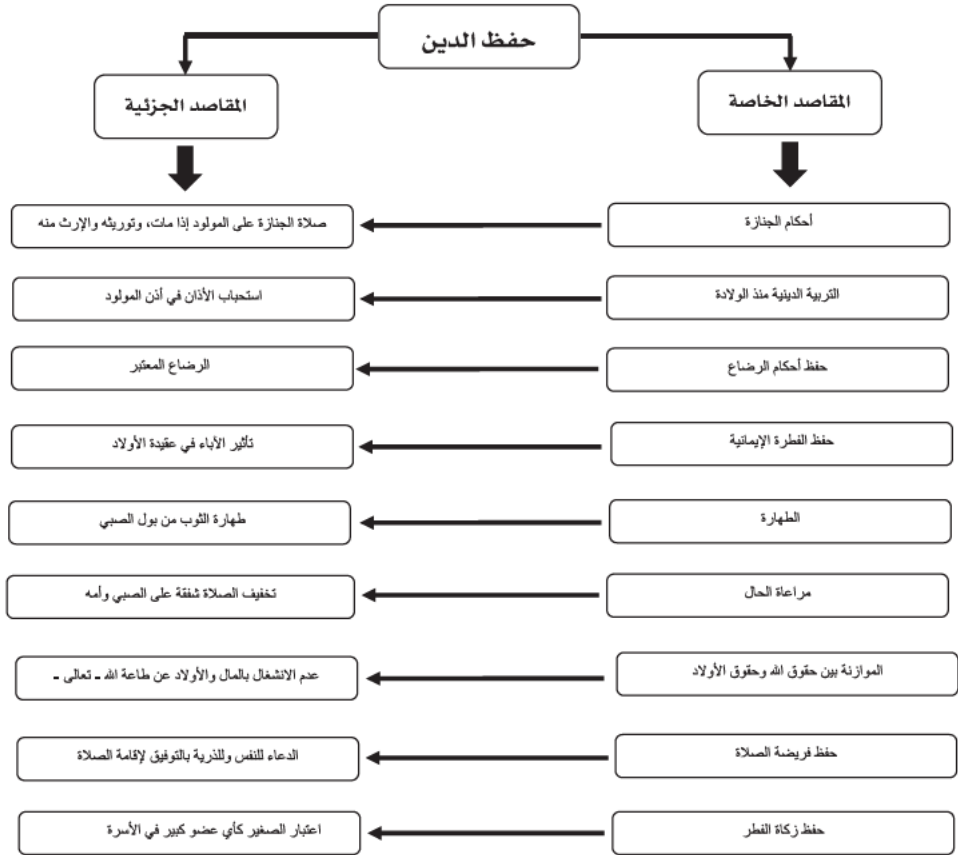 حفظ الدين
المقاصد الخاصة
المقاصد الجزئية
أحكام الجنازة
صلاة الجنازة على المولود إذا مات، وتوريثه والإرث منه
التربية الدينية منذ الولادة
استحباب الأذان في أذن المولود
حفظ أحكام الرضاع
الرضاع المعتبر
حفظ الفطرة الإيمانية
تأثير الآباء في عقيدة الأولاد
الطهارة
طهارة الثوب من بول الصبي
مراعاة الحال
تخفيف الصلاة شفقة على الصبي وأمه
الموازنة بين حقوق الله وحقوق الأولاد
عدم الانشغال بالمال والأولاد عن طاعة الله - تعالى -
حفظ فريضة الصلاة
الدعاء للنفس وللذرية بالتوفيق لإقامة الصلاة
حفظ زكاة الفطر
اعتبار الصغير كأي عضو كبير في الأسرة